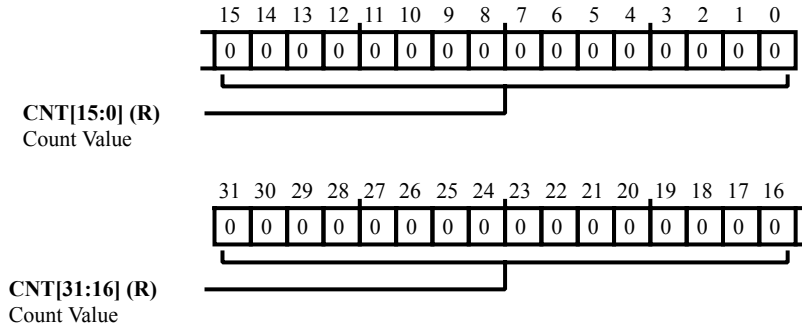 15 14 13 12 11 10 9 8 7 6 5 4 3 2 1 0
0 0 0 0 0 0 0 0 0 0 0 0 0 0 0 0
CNT[15:0] (R)
Count Value
31 30 29 28 27 26 25 24 23 22 21 20 19 18 17 16
0 0 0 0 0 0 0 0 0 0 0 0 0 0 0 0
CNT[31:16] (R)
Count Value